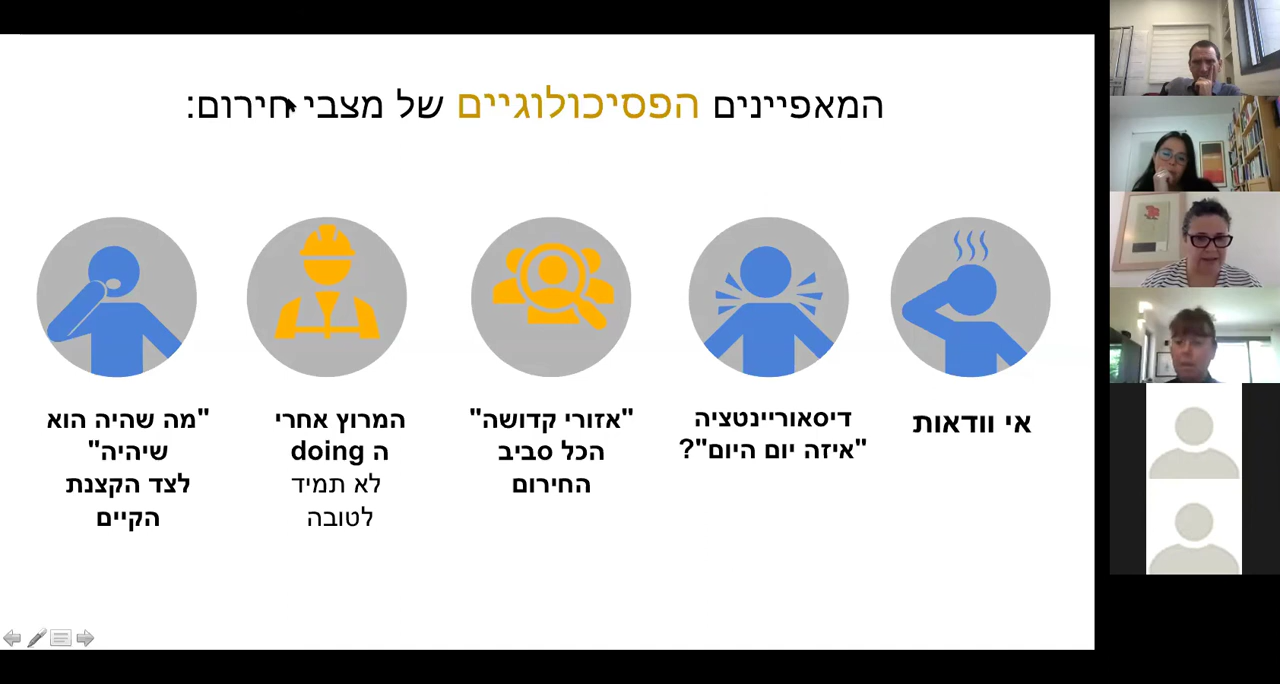 המאפיינים הפסיכולוגיים של מצבי חירום:
אי וודאות
דיסאוריינטציה
"איזה יום היום"?
"אזורי קדושה"
הכל סביב
החירום
המרוץ אחרי
ה doing
לא תמיד
לטובה
"מה שהיה הוא
שיהיה"
לצד הקצנת
הקיים